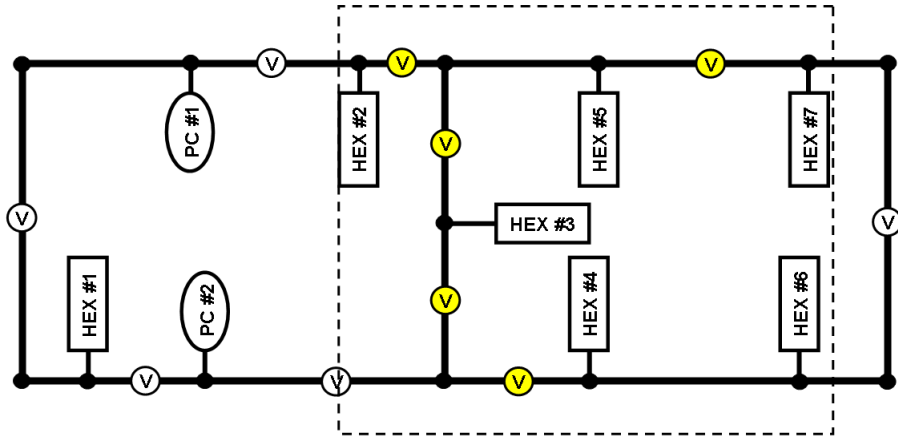 V
V
V
PC #1
HEX #2
HEX #5
HEX #7
V
V
V
HEX #3
HEX #1
PC #2
HEX #4
HEX #6
V
V
V
V